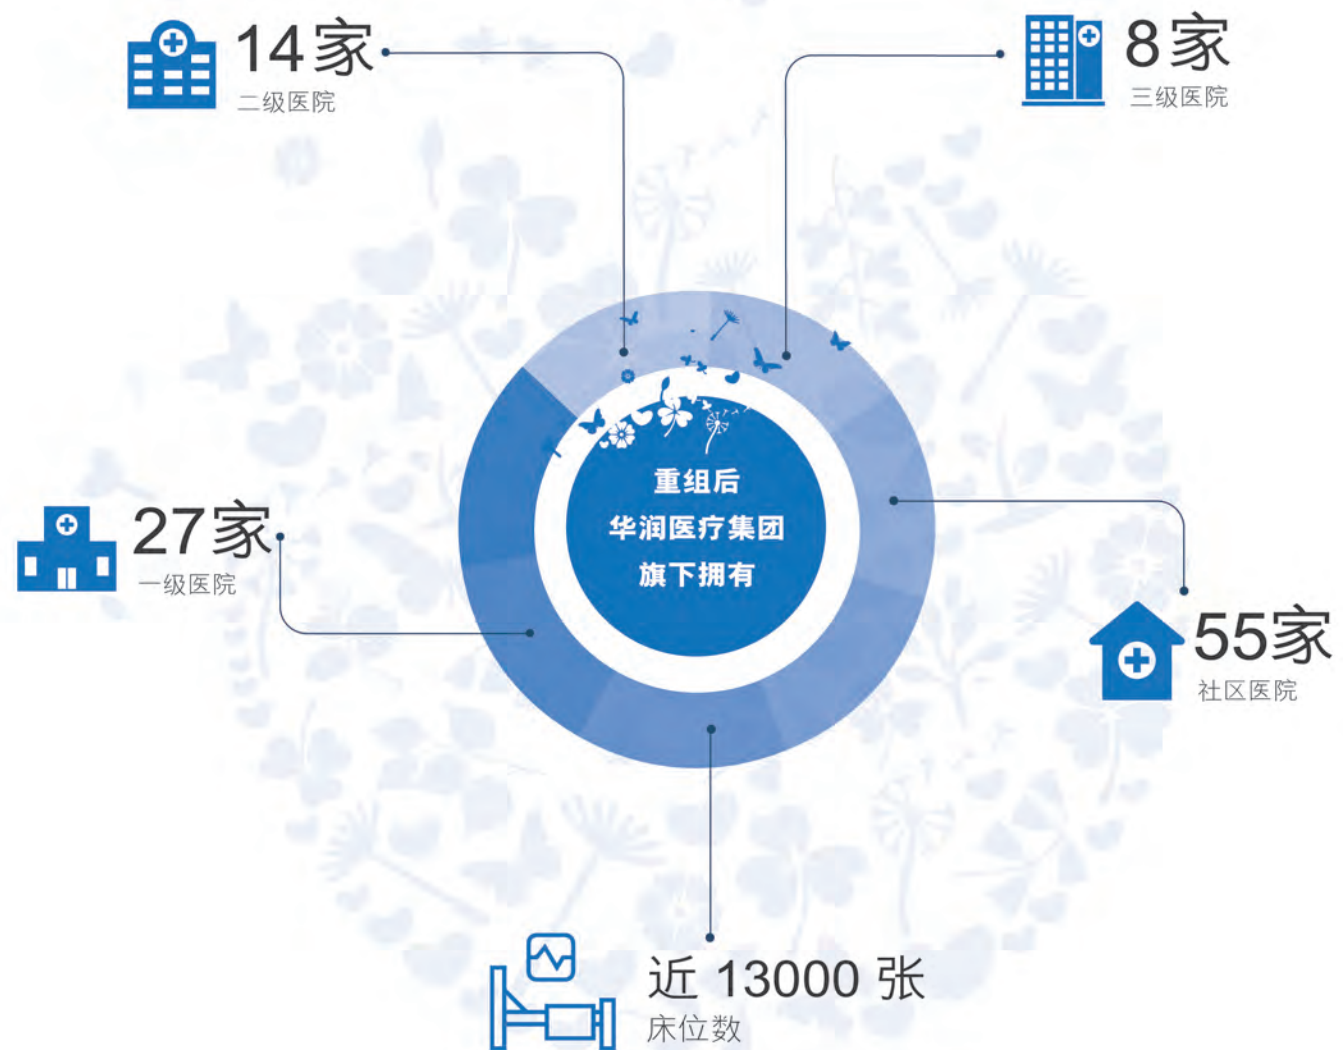 14家
二级医院
8家
三级医院
重组后
华润医疗集团
旗下拥有
27家
一级医院
55家
社区医院
近 13000 张
床位数